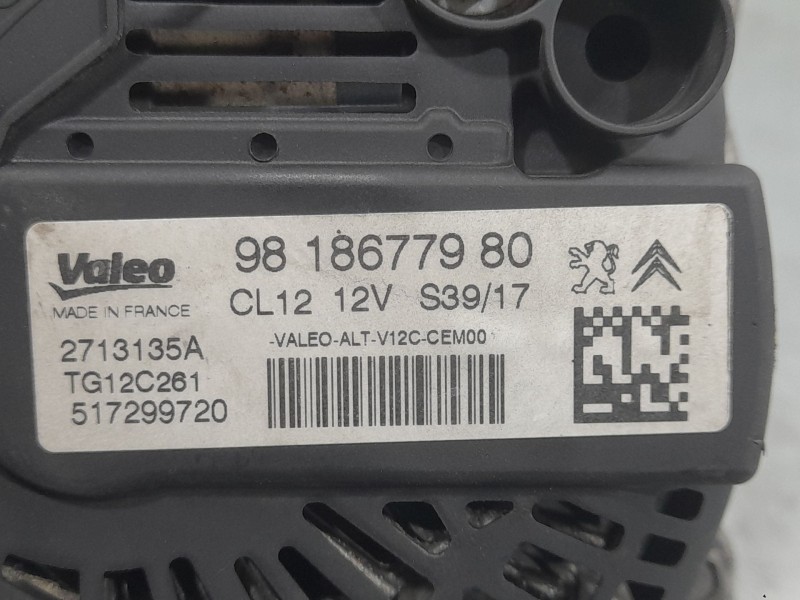 Valeo
MADE IN FRANCE
2713135A
TG12C261
517299720
98 186779 80
CL12 12V S39/17
-VALEO-ALT-V12C-CEM00